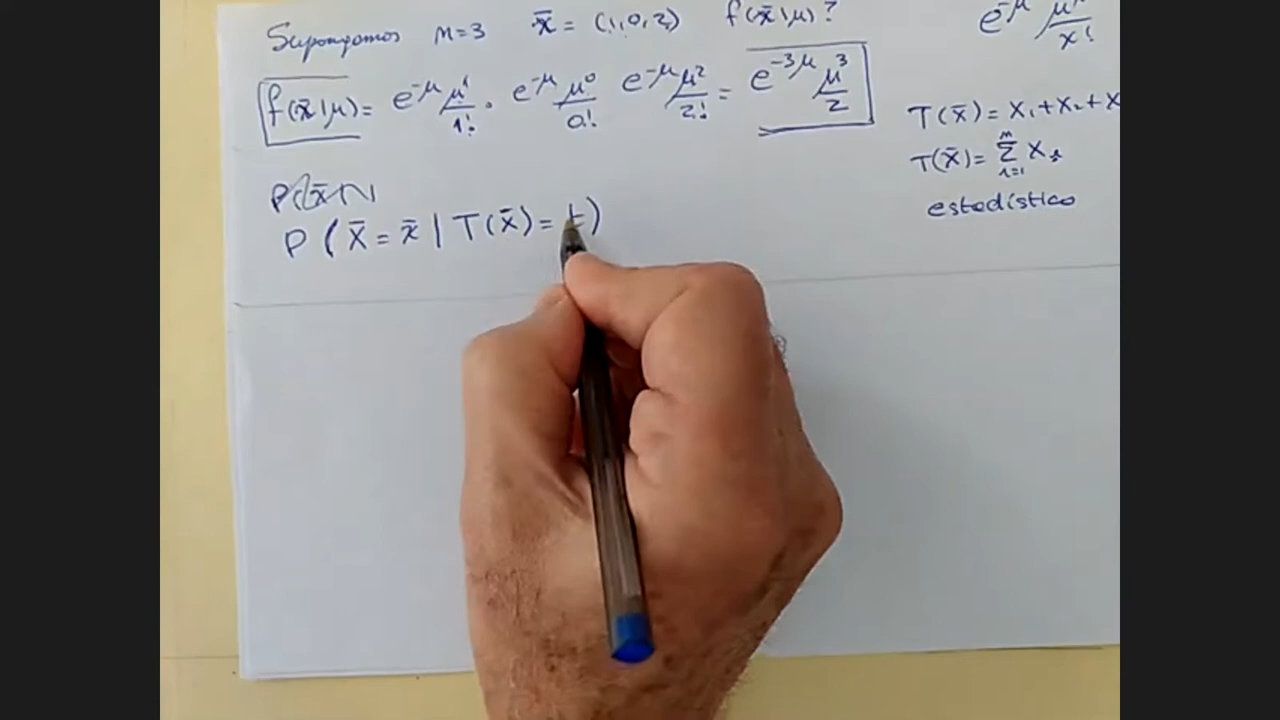 Supongamos n=3 x̄ = (1,0,2) f(x̄|μ)?
e^-μ μ^x/x!
f(x̄|μ)= e^-μ μ^1/1! · e^-μ μ^0/0! e^-μ μ^2/2! = e^-3μ μ^3/2
T(x̄) = X₁+X₂+X
T(x̄)= Σ_{i=1}^{n} Xᵢ
estadístico
P(X̄ = x̄ | T(X̄) = t)